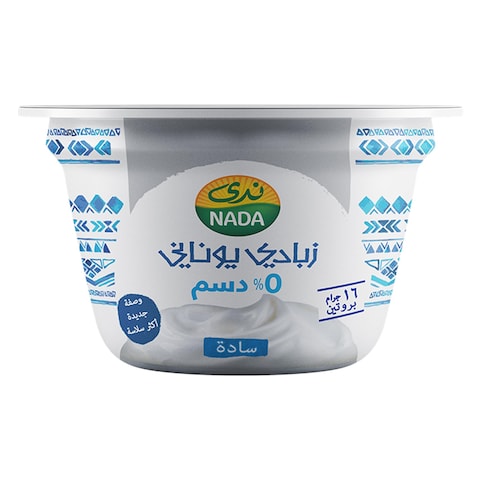 ندى
NADA
زبادي يوناني
0% دسم
وصفة
جديدة
أكثر سلاسة
١٦ جرام
بروتين
سادة